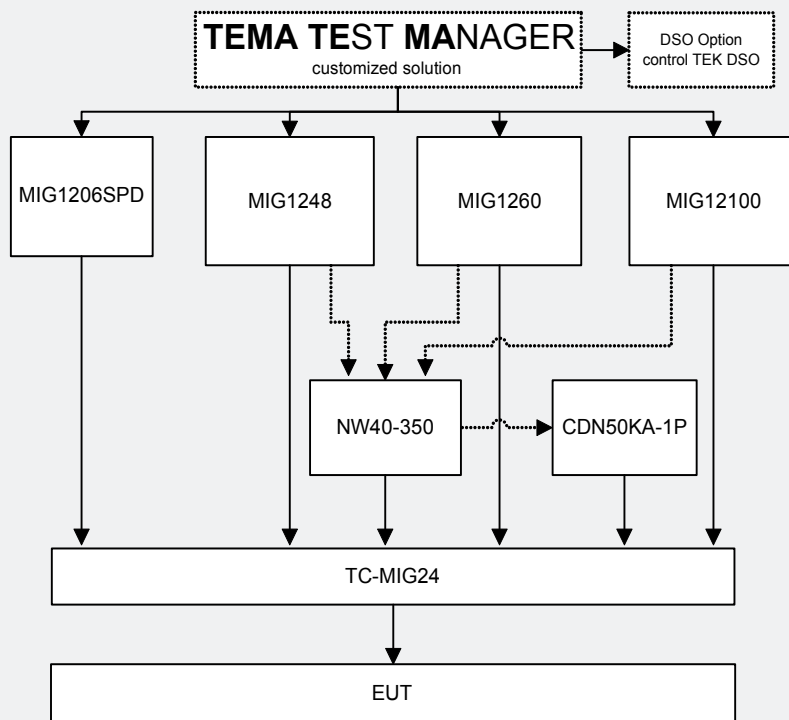 TEMA TEST MANAGER
customized solution
DSO Option
control TEK DSO
MIG1206SPD
MIG1248
MIG1260
MIG12100
NW40-350
CDN50KA-1P
TC-MIG24
EUT